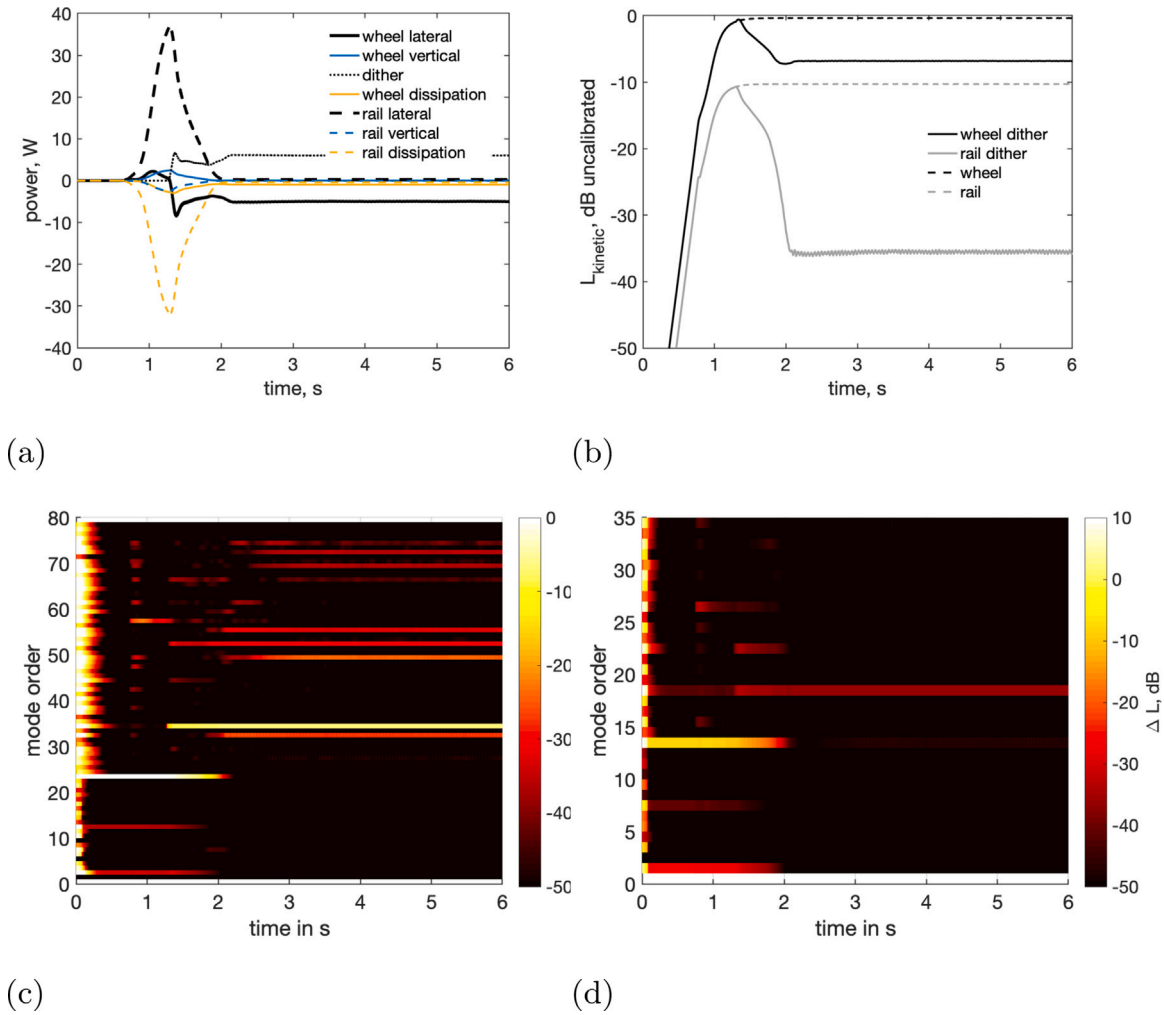 40
30
20
10
0
-10
-20
-30
-40
power, W
wheel lateral
wheel vertical
dither
wheel dissipation
rail lateral
rail vertical
rail dissipation
0 1 2 3 4 5 6
time, s
(a)
0
-10
-20
-30
-40
-50
Lkinetic, dB uncalibrated
wheel dither
rail dither
wheel
rail
0 1 2 3 4 5 6
time, s
(b)
80
70
60
50
40
30
20
10
0
mode order
0 1 2 3 4 5 6
time in s
0
-10
-20
-30
-40
-50
(c)
35
30
25
20
15
10
5
0
mode order
0 1 2 3 4 5 6
time in s
10
0
-10
-20
-30
-40
-50
Δ L, dB
(d)